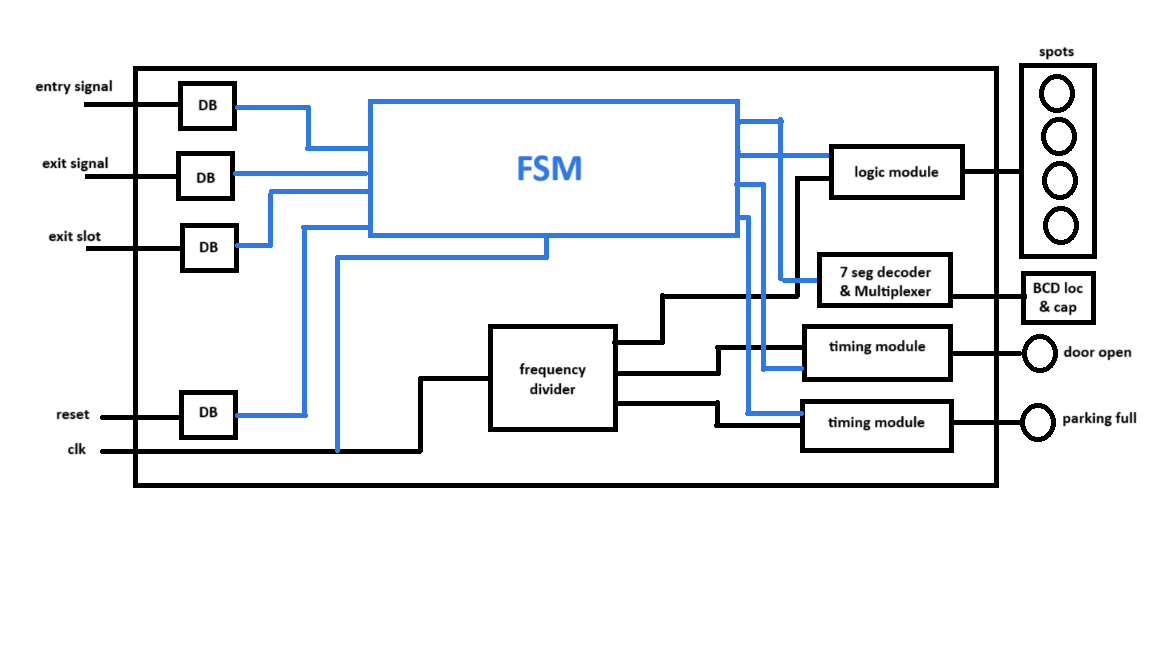 spots
entry signal
DB
exit signal
DB
exit slot
DB
FSM
logic module
7 seg decoder
& Multiplexer
BCD loc
& cap
frequency
divider
timing module
door open
timing module
parking full
reset
DB
clk